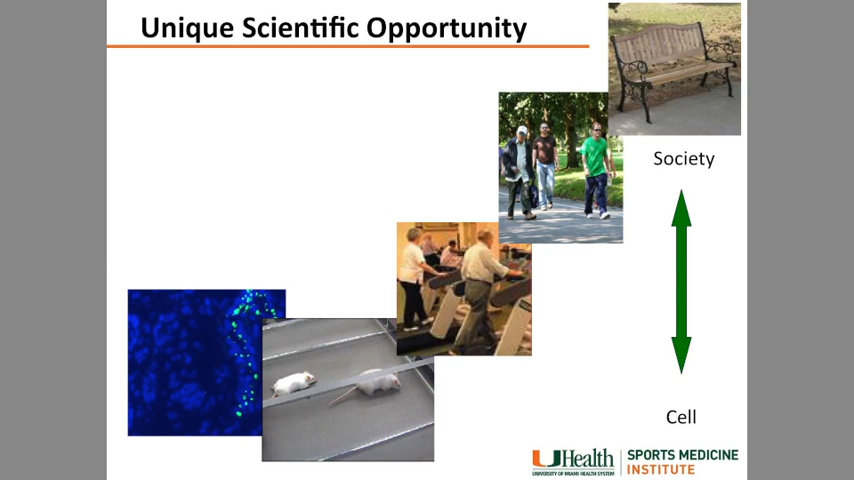 Unique Scientific Opportunity
Society
Cell
UHealth
UNIVERSITY OF MIAMI HEALTH SYSTEM
SPORTS MEDICINE
INSTITUTE